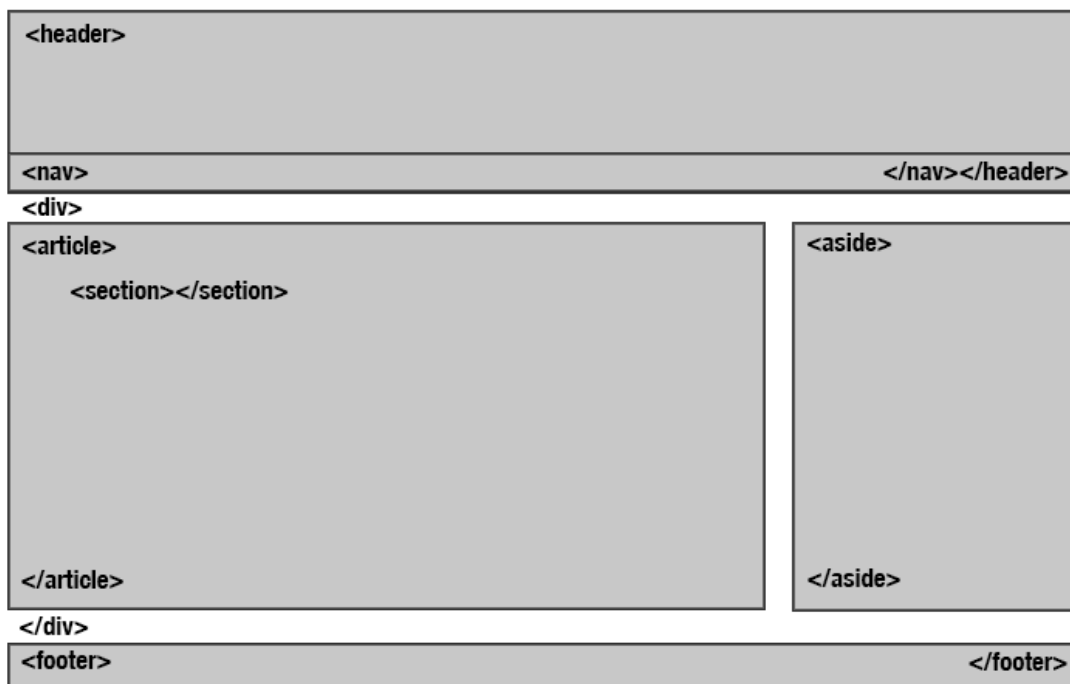 <header>
<nav> </nav></header>
<div>
<article> <aside>
<section></section>
</article> </aside>
</div>
<footer> </footer>